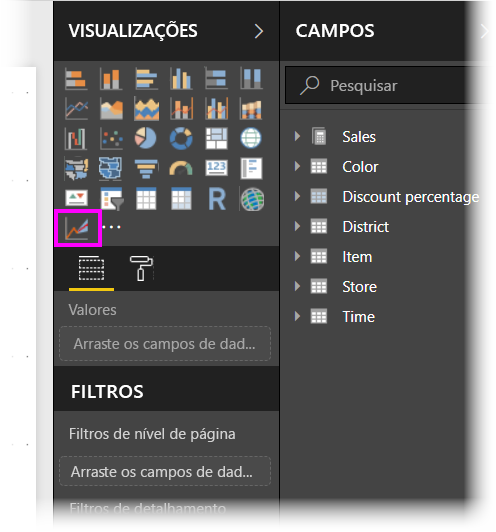 VISUALIZAÇÕES
123
R
Valores
Arraste os campos de dad...
FILTROS
Filtros de nível de página
Arraste os campos de dad...
Filtros de detalhamento
CAMPOS
Pesquisar
Sales
Color
Discount percentage
District
Item
Store
Time